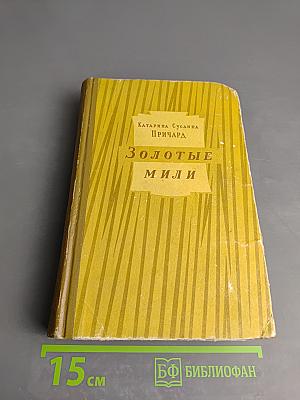 Катарина Сусанна
Причард
Золотые
мили
15 см
БФ БИБЛИОФАН